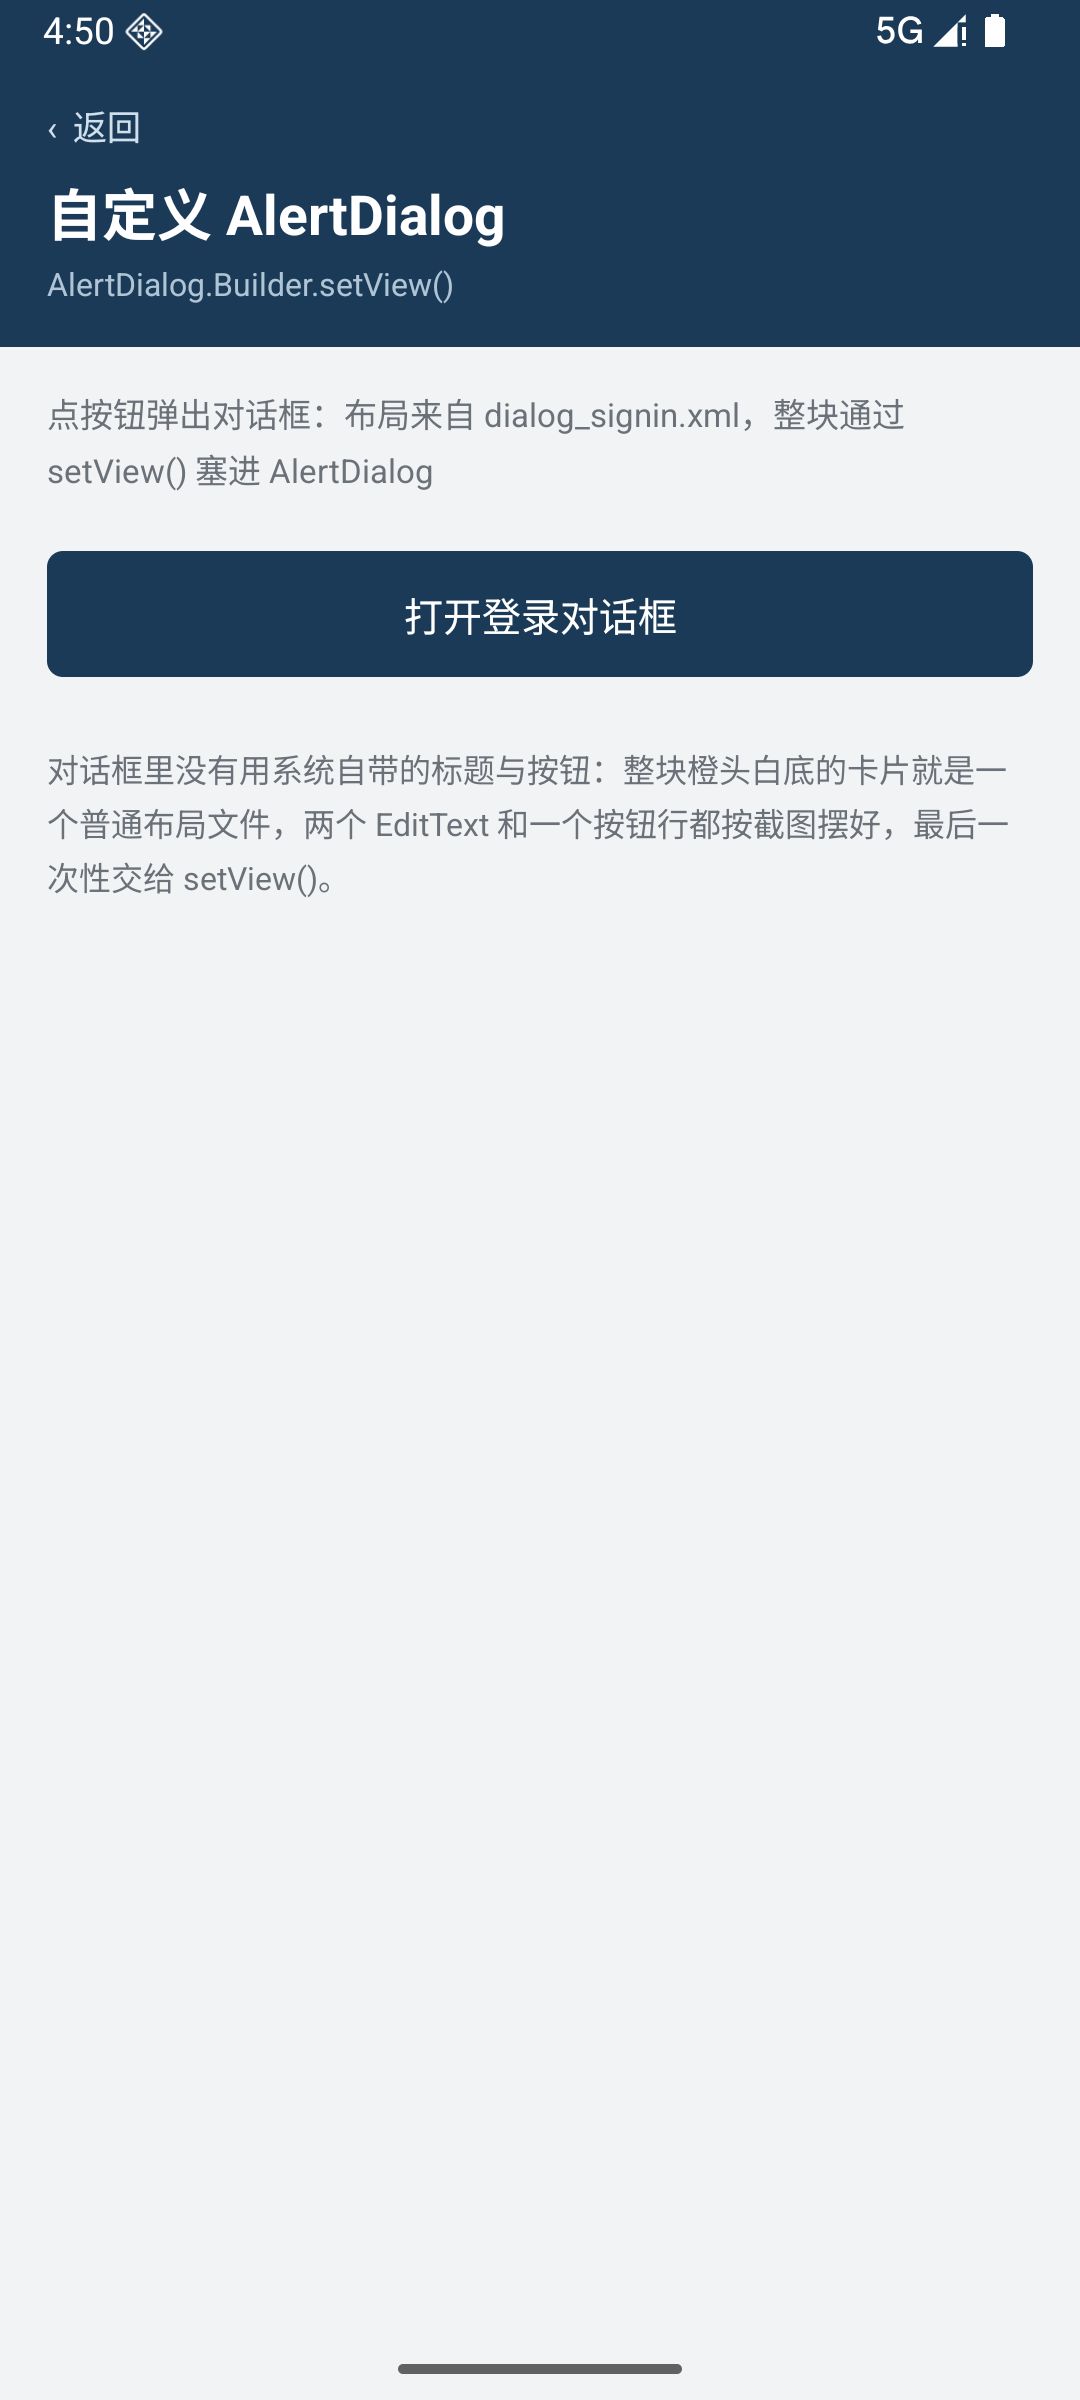 4:50
5G
‹ 返回
自定义 AlertDialog
AlertDialog.Builder.setView()
点按钮弹出对话框：布局来自 dialog_signin.xml，整块通过
setView() 塞进 AlertDialog
打开登录对话框
对话框里没有用系统自带的标题与按钮：整块橙头白底的卡片就是一
个普通布局文件，两个 EditText 和一个按钮行都按截图摆好，最后一
次性交给 setView()。